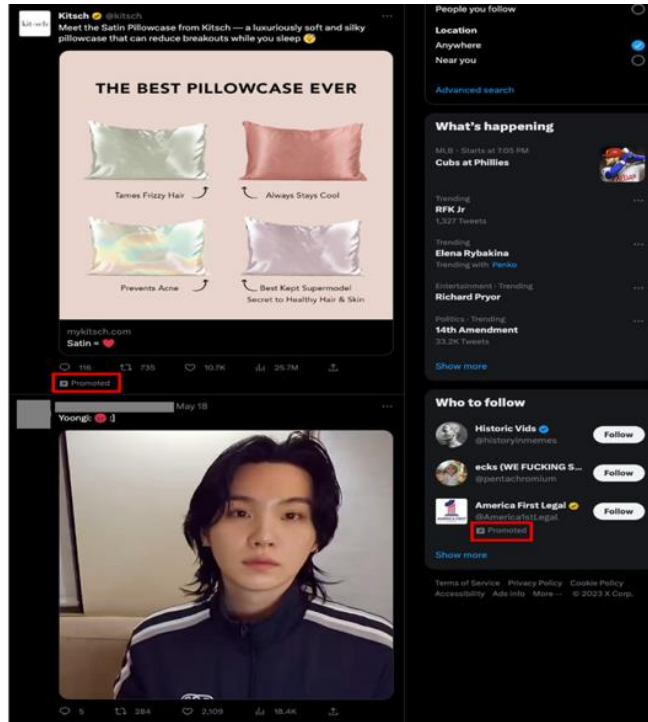 kit·sch
Kitsch @kitsch
Meet the Satin Pillowcase from Kitsch — a luxuriously soft and silky
pillowcase that can reduce breakouts while you sleep 😴
THE BEST PILLOWCASE EVER
Tames Frizzy Hair
Always Stays Cool
Prevents Acne
Best Kept Supermodel
Secret to Healthy Hair & Skin
mykitsch.com
Satin = ❤️
116 735 10.7K 25.7M
Promoted
May 18
Yoongi: 😡 :]
5 284 2,109 18.4K
People you follow
Location
Anywhere
Near you
Advanced search
What's happening
MLB · Starts at 7:05 PM
Cubs at Phillies
Trending
RFK Jr
1,327 Tweets
Trending
Elena Rybakina
Trending with Penko
Entertainment · Trending
Richard Pryor
Politics · Trending
14th Amendment
33.2K Tweets
Show more
Who to follow
Historic Vids
@historyinmemes
Follow
ecks (WE FUCKING S...
@pentachromium
Follow
America First Legal
@America1stLegal
Follow
Promoted
Show more
Terms of Service Privacy Policy Cookie Policy
Accessibility Ads info More ··· © 2023 X Corp.